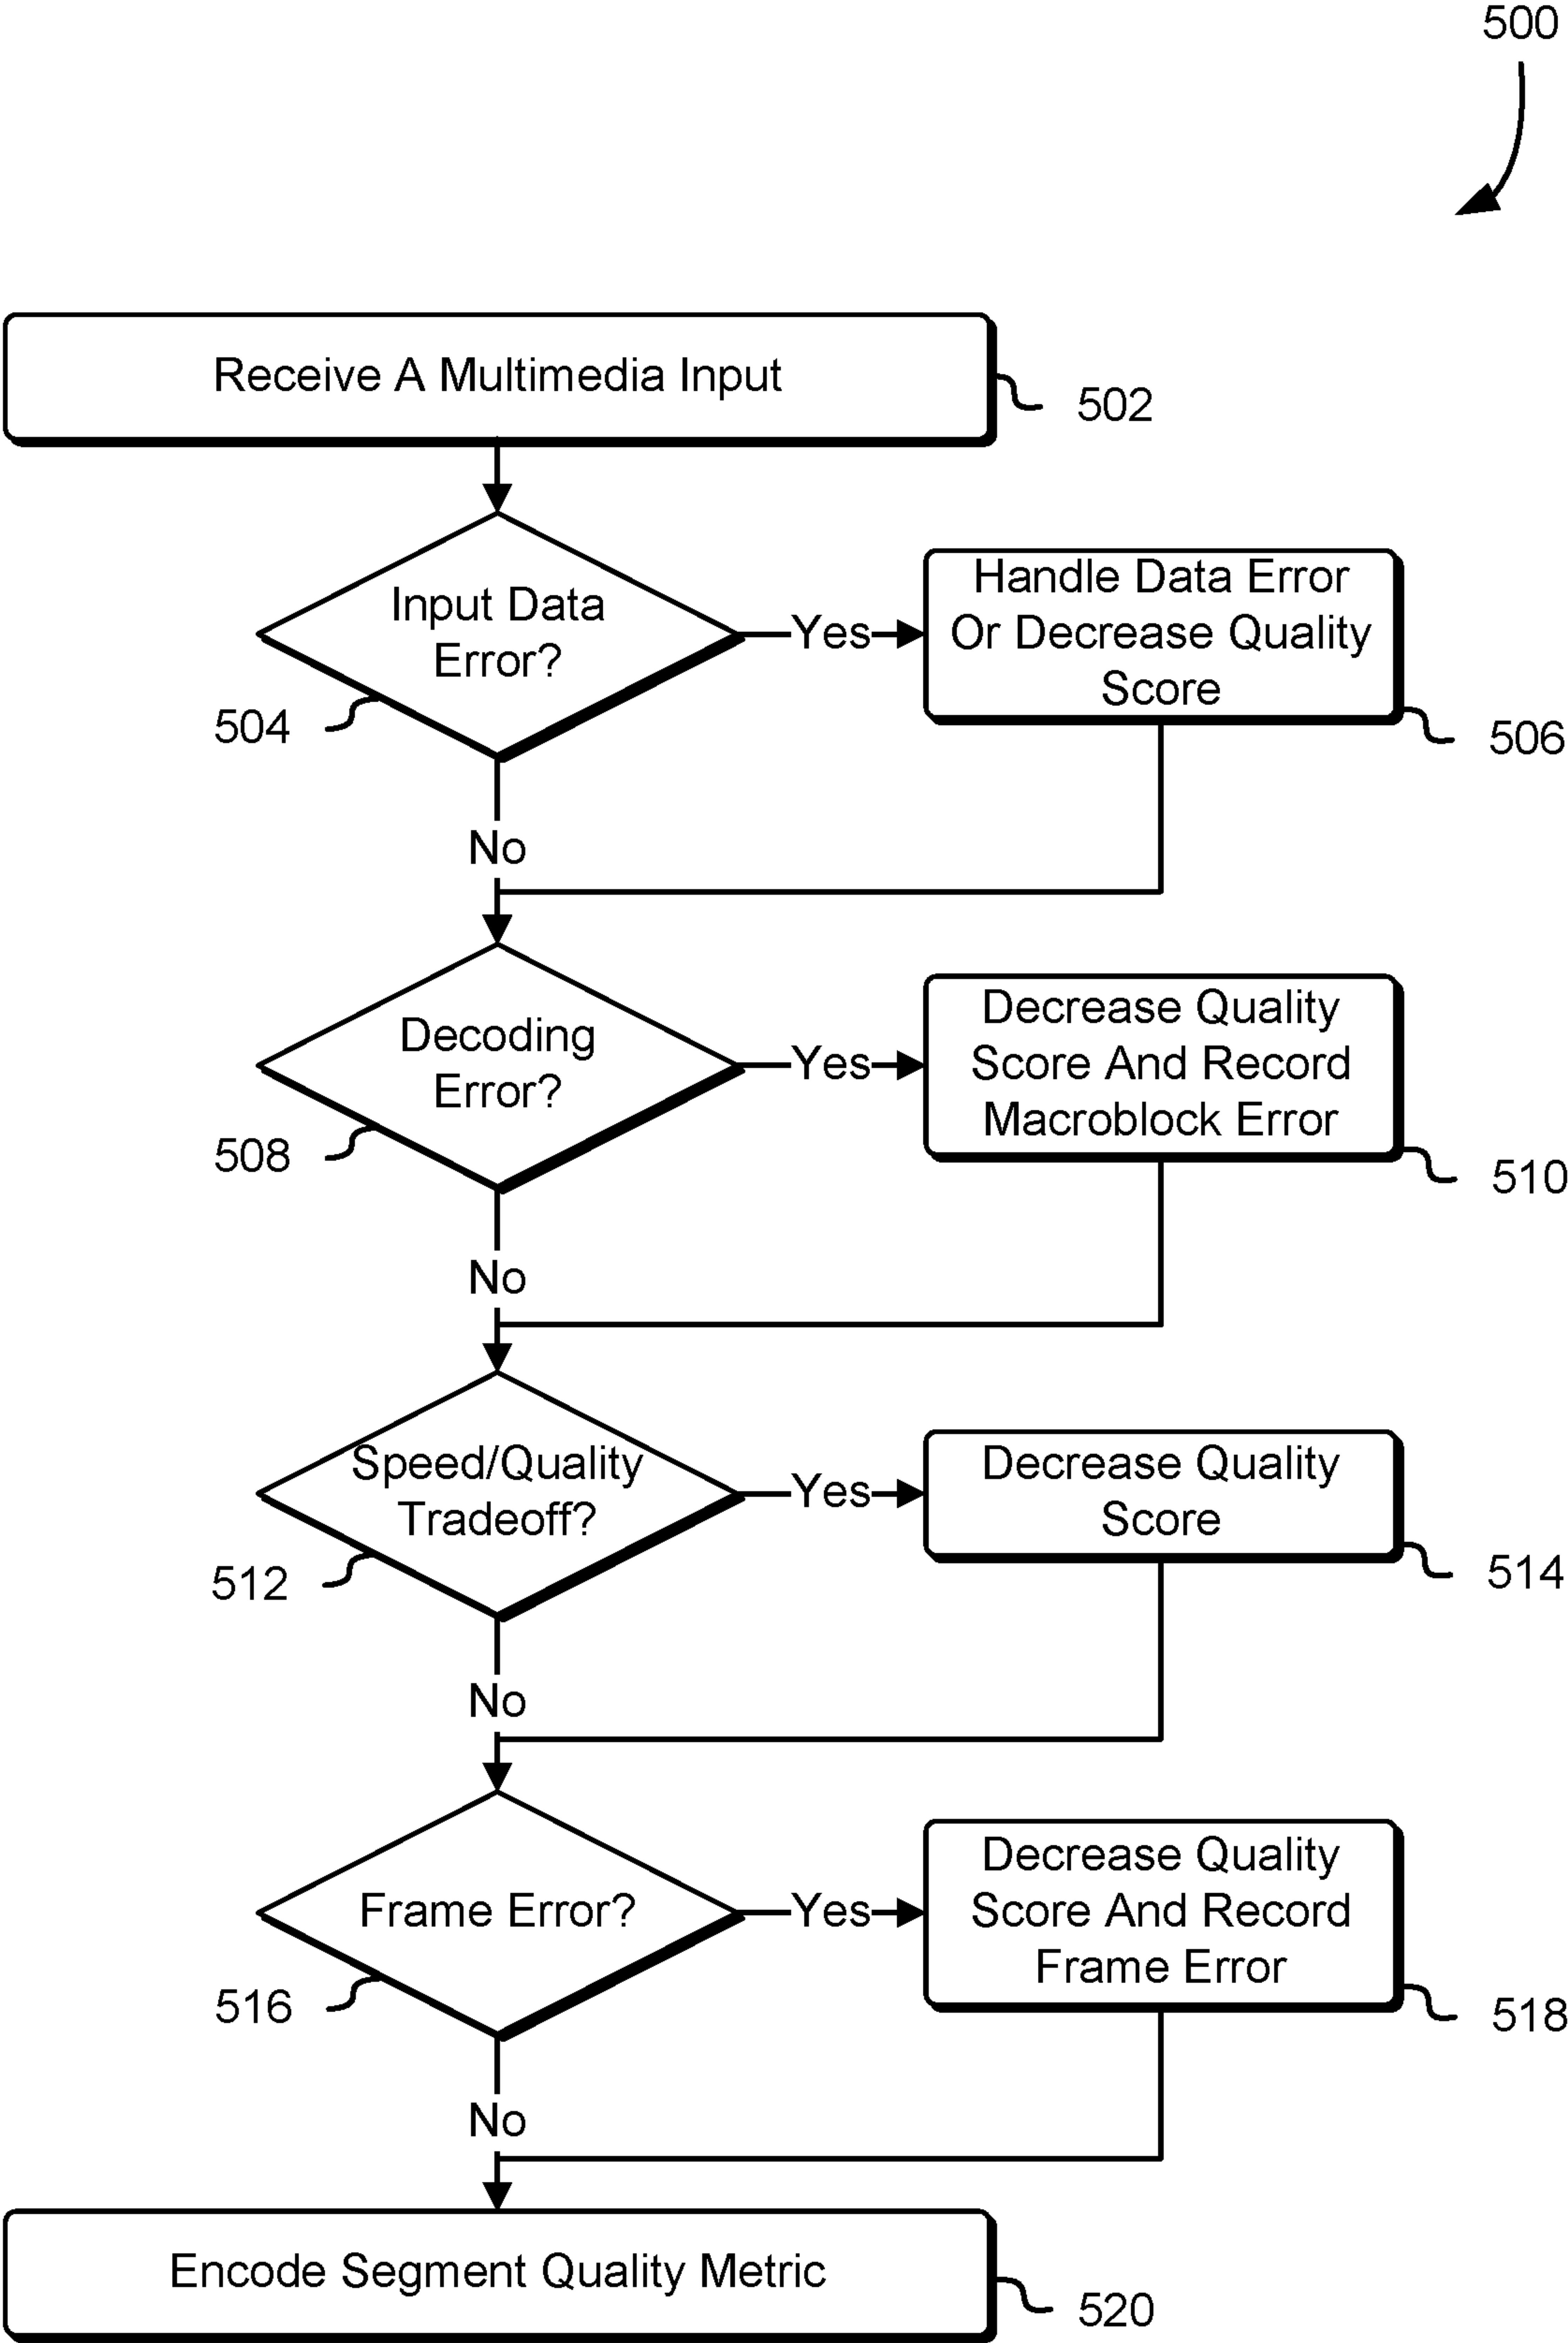 500
Receive A Multimedia Input
502
Input Data
Error?
504
Yes
Handle Data Error
Or Decrease Quality
Score
506
No
Decoding
Error?
508
Yes
Decrease Quality
Score And Record
Macroblock Error
510
No
Speed/Quality
Tradeoff?
512
Yes
Decrease Quality
Score
514
No
Frame Error?
516
Yes
Decrease Quality
Score And Record
Frame Error
518
No
Encode Segment Quality Metric
520